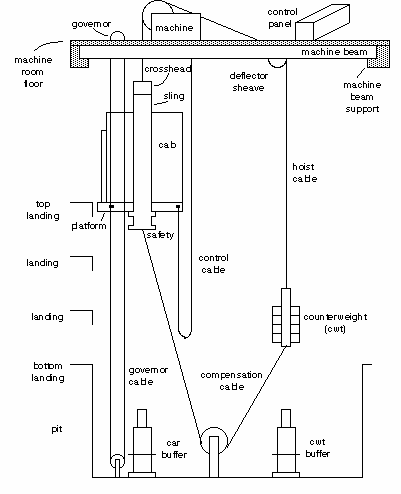 governor
machine
control
panel
machine beam
machine
room
floor
crosshead
deflector
sheave
machine
beam
support
sling
cab
hoist
cable
top
landing
platform
safety
landing
control
cable
landing
counterweight
(cwt)
bottom
landing
governor
cable
compensation
cable
pit
car
buffer
cwt
buffer